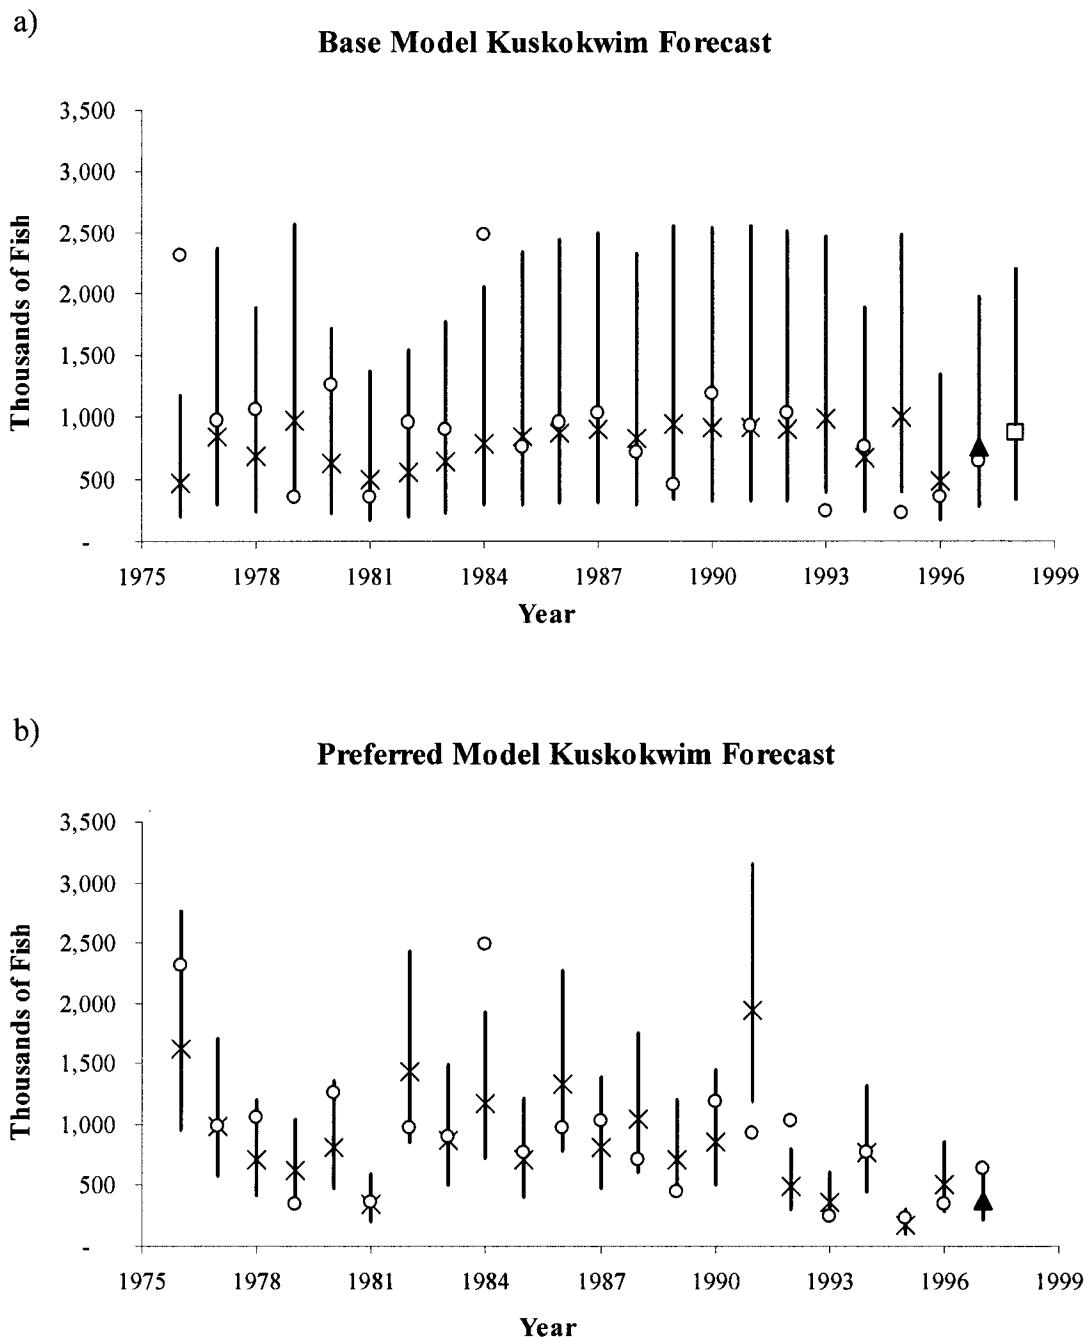 a)
Base Model Kuskokwim Forecast
3,500
3,000
2,500
2,000
1,500
1,000
500
-
Thousands of Fish
1975 1978 1981 1984 1987 1990 1993 1996 1999
Year
b)
Preferred Model Kuskokwim Forecast
3,500
3,000
2,500
2,000
1,500
1,000
500
-
Thousands of Fish
1975 1978 1981 1984 1987 1990 1993 1996 1999
Year